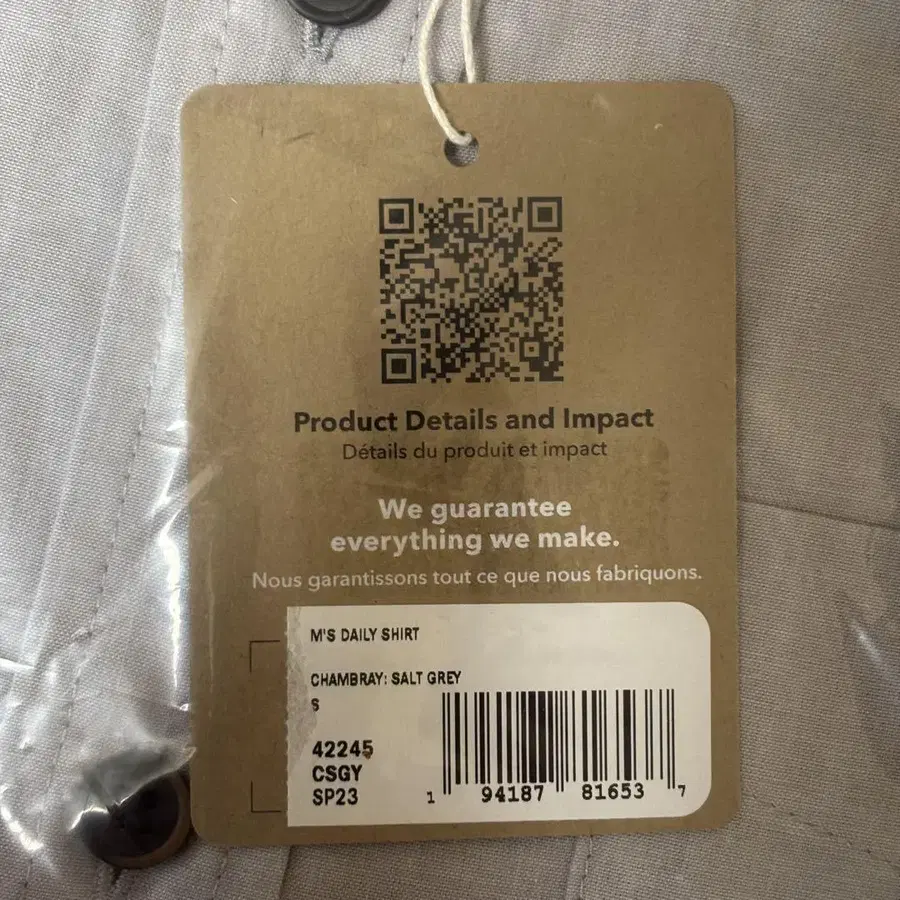 Product Details and Impact
Détails du produit et impact
We guarantee
everything we make.
Nous garantissons tout ce que nous fabriquons.
M'S DAILY SHIRT
CHAMBRAY: SALT GREY
S
42245
CSGY
SP23
1 94187 81653 7